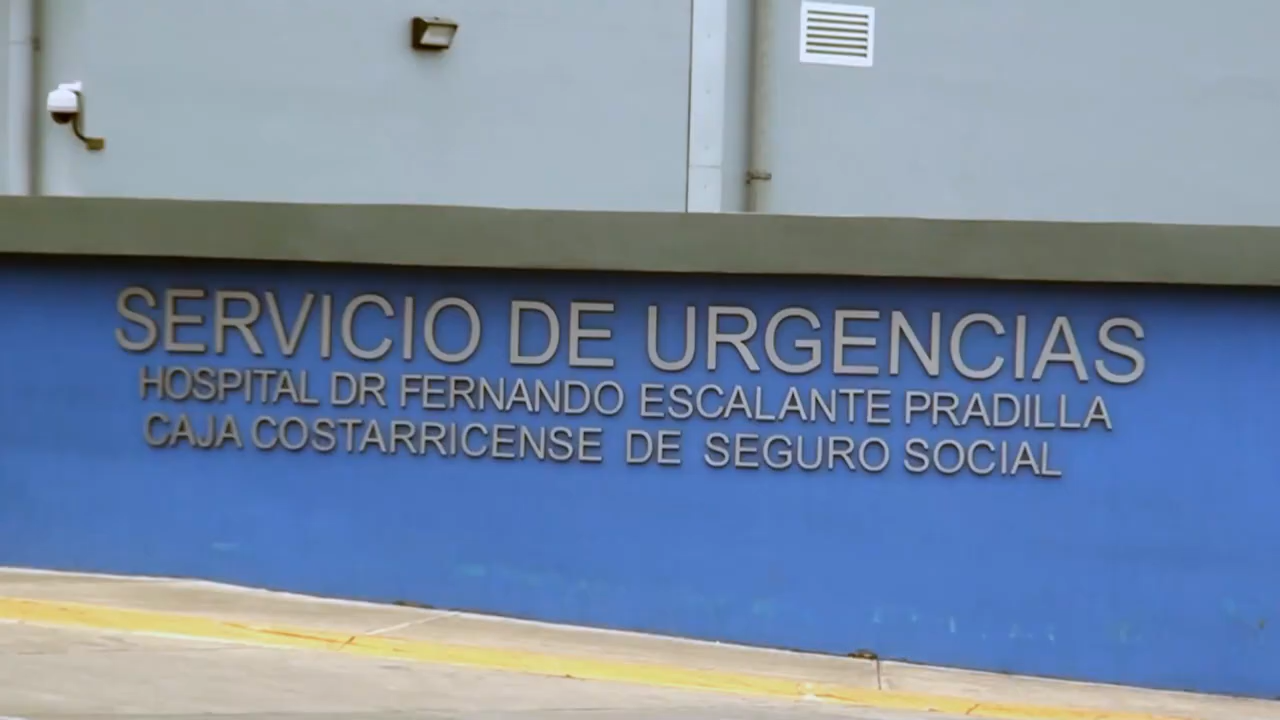 SERVICIO DE URGENCIAS
HOSPITAL DR FERNANDO ESCALANTE PRADILLA
CAJA COSTARRICENSE DE SEGURO SOCIAL